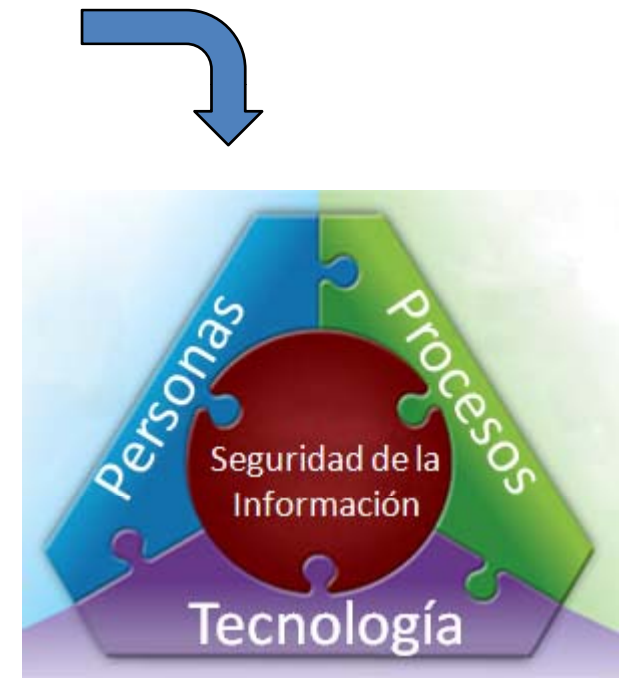 Personas
Procesos
Seguridad de la
Información
Tecnología